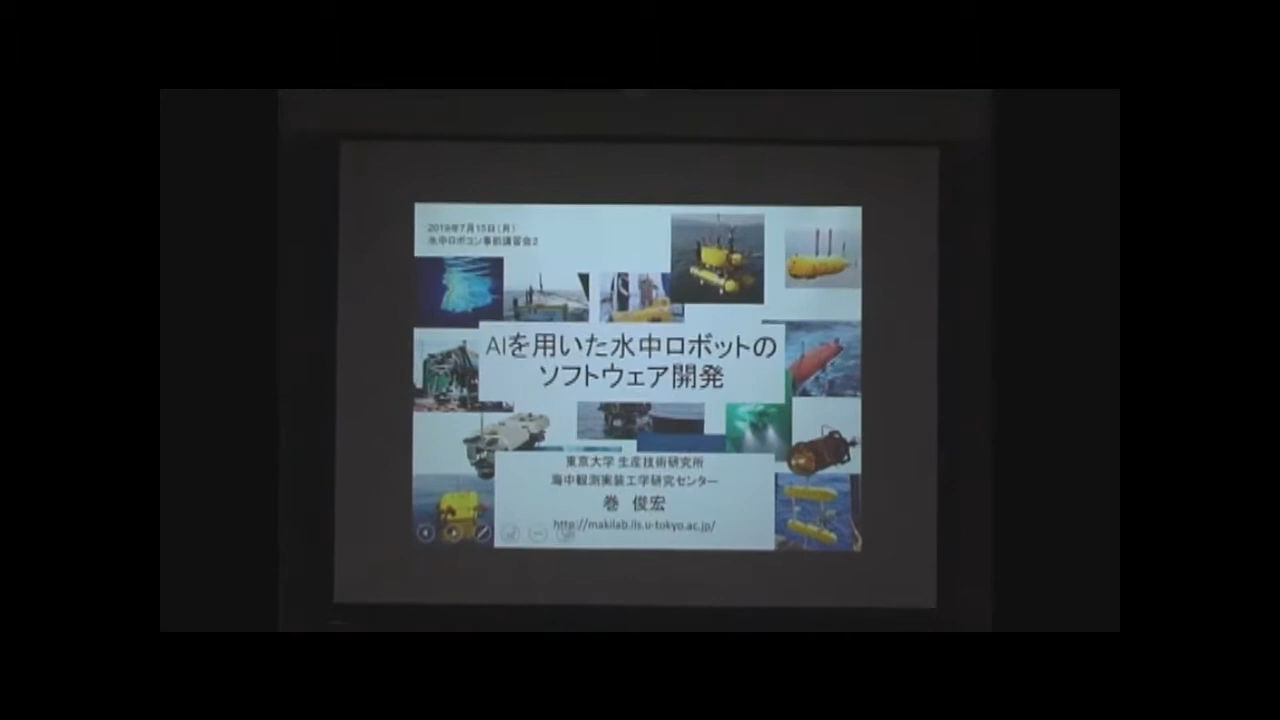 2019年7月15日(月)
水中ロボコン事前講習会2
AIを用いた水中ロボットの
ソフトウェア開発
東京大学 生産技術研究所
海中観測実装工学研究センター
巻 俊宏
http://makilab.iis.u-tokyo.ac.jp/